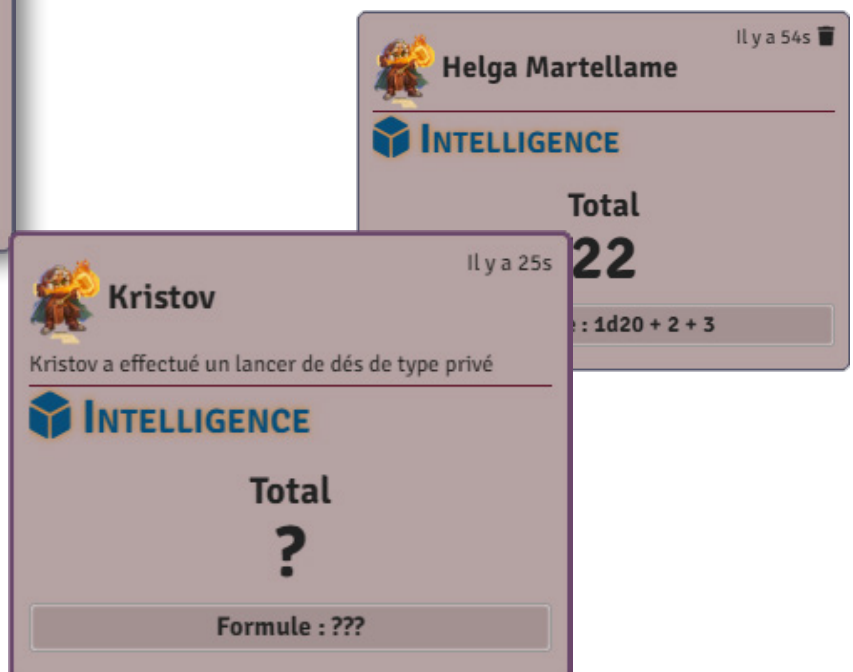 Il y a 54s
Helga Martellame
INTELLIGENCE
Total
22
: 1d20 + 2 + 3
Il y a 25s
Kristov
Kristov a effectué un lancer de dés de type privé
INTELLIGENCE
Total
?
Formule : ???